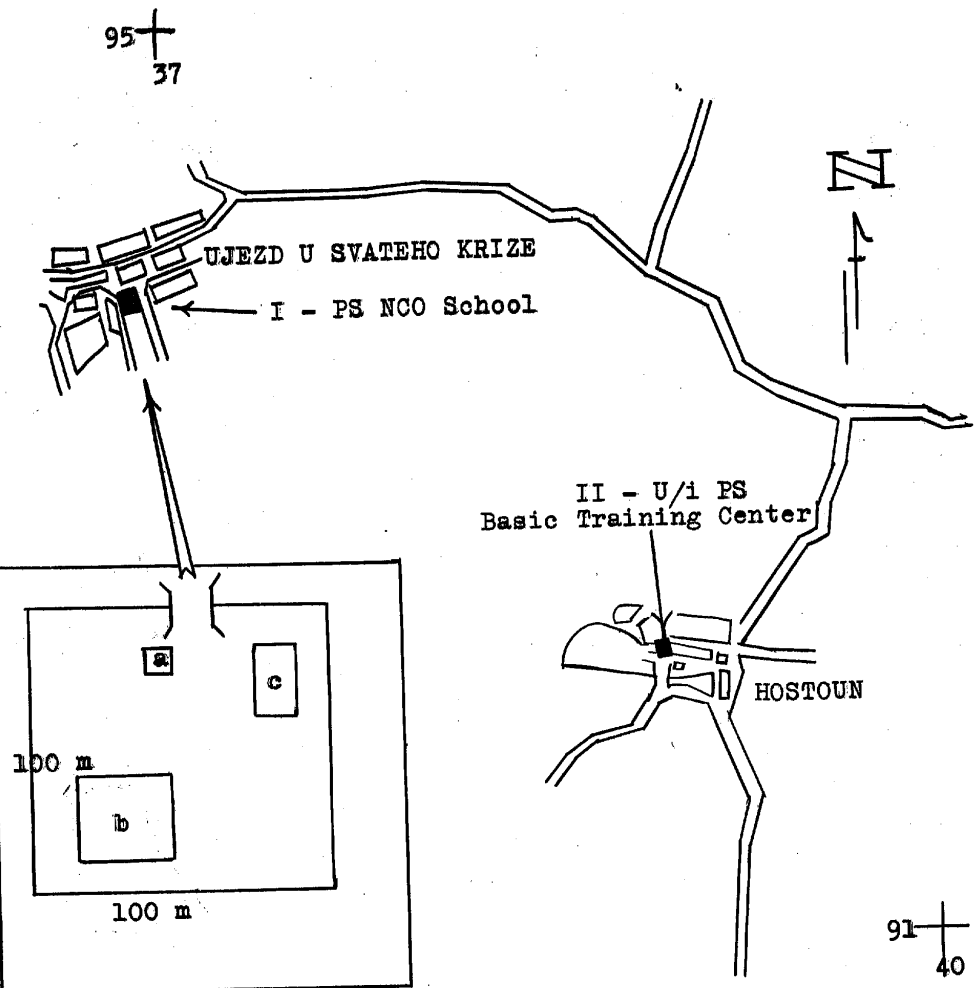 95
37
N
UJEZD U SVATEHO KRIZE
I - PS NCO School
II - U/i PS
Basic Training Center
a
c
HOSTOUN
100 m
b
100 m
91
40